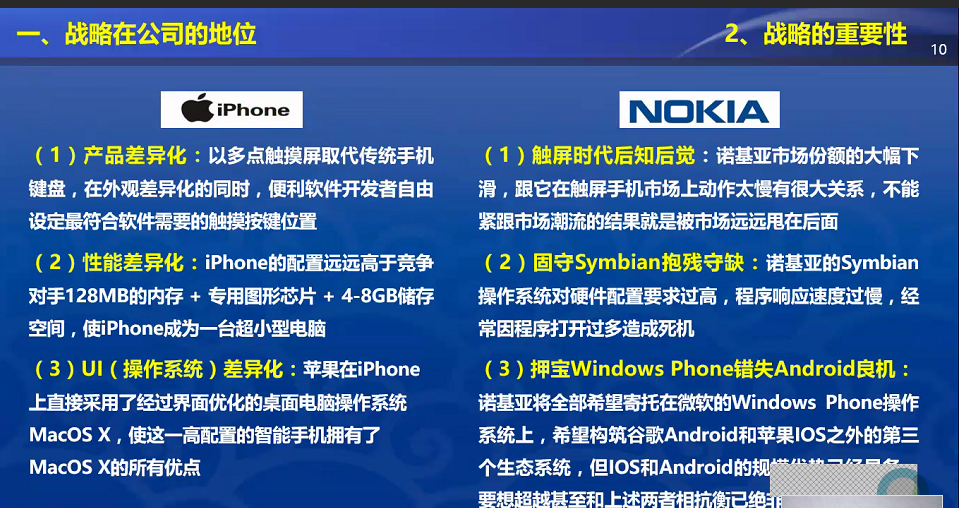 一、战略在公司的地位
2、战略的重要性
10
iPhone
（1）产品差异化：以多点触摸屏取代传统手机
键盘，在外观差异化的同时，便利软件开发者自由
设定最符合软件需要的触摸按键位置
（2）性能差异化：iPhone的配置远远高于竞争
对手128MB的内存 + 专用图形芯片 + 4-8GB储存
空间，使iPhone成为一台超小型电脑
（3）UI（操作系统）差异化：苹果在iPhone
上直接采用了经过界面优化的桌面电脑操作系统
MacOS X，使这一高配置的智能手机拥有了
MacOS X的所有优点
NOKIA
（1）触屏时代后知后觉：诺基亚市场份额的大幅下
滑，跟它在触屏手机市场上动作太慢有很大关系，不能
紧跟市场潮流的结果就是被市场远远甩在后面
（2）固守Symbian抱残守缺：诺基亚的Symbian
操作系统对硬件配置要求过高，程序响应速度过慢，经
常因程序打开过多造成死机
（3）押宝Windows Phone错失Android良机：
诺基亚将全部希望寄托在微软的Windows Phone操作
系统上，希望构筑谷歌Android和苹果IOS之外的第三
个生态系统，但IOS和Android的规
要想超越甚至和上述两者相抗衡已绝